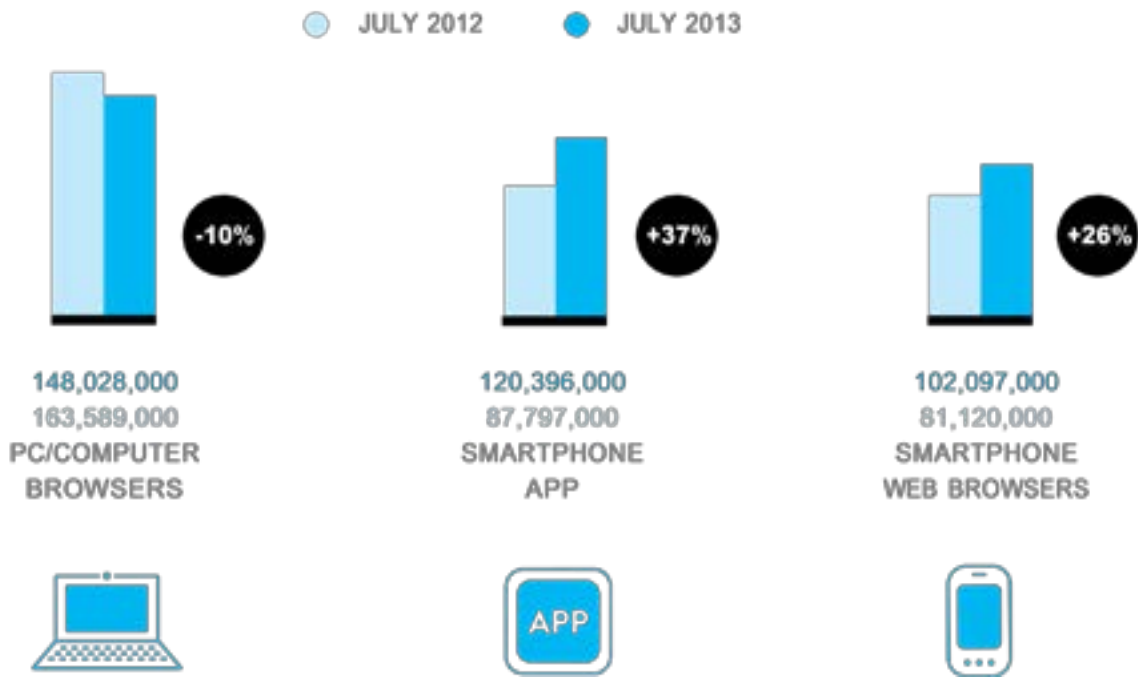 JULY 2012 JULY 2013
-10%
+37%
+26%
148,028,000
163,589,000
PC/COMPUTER
BROWSERS
120,396,000
87,797,000
SMARTPHONE
APP
102,097,000
81,120,000
SMARTPHONE
WEB BROWSERS
APP